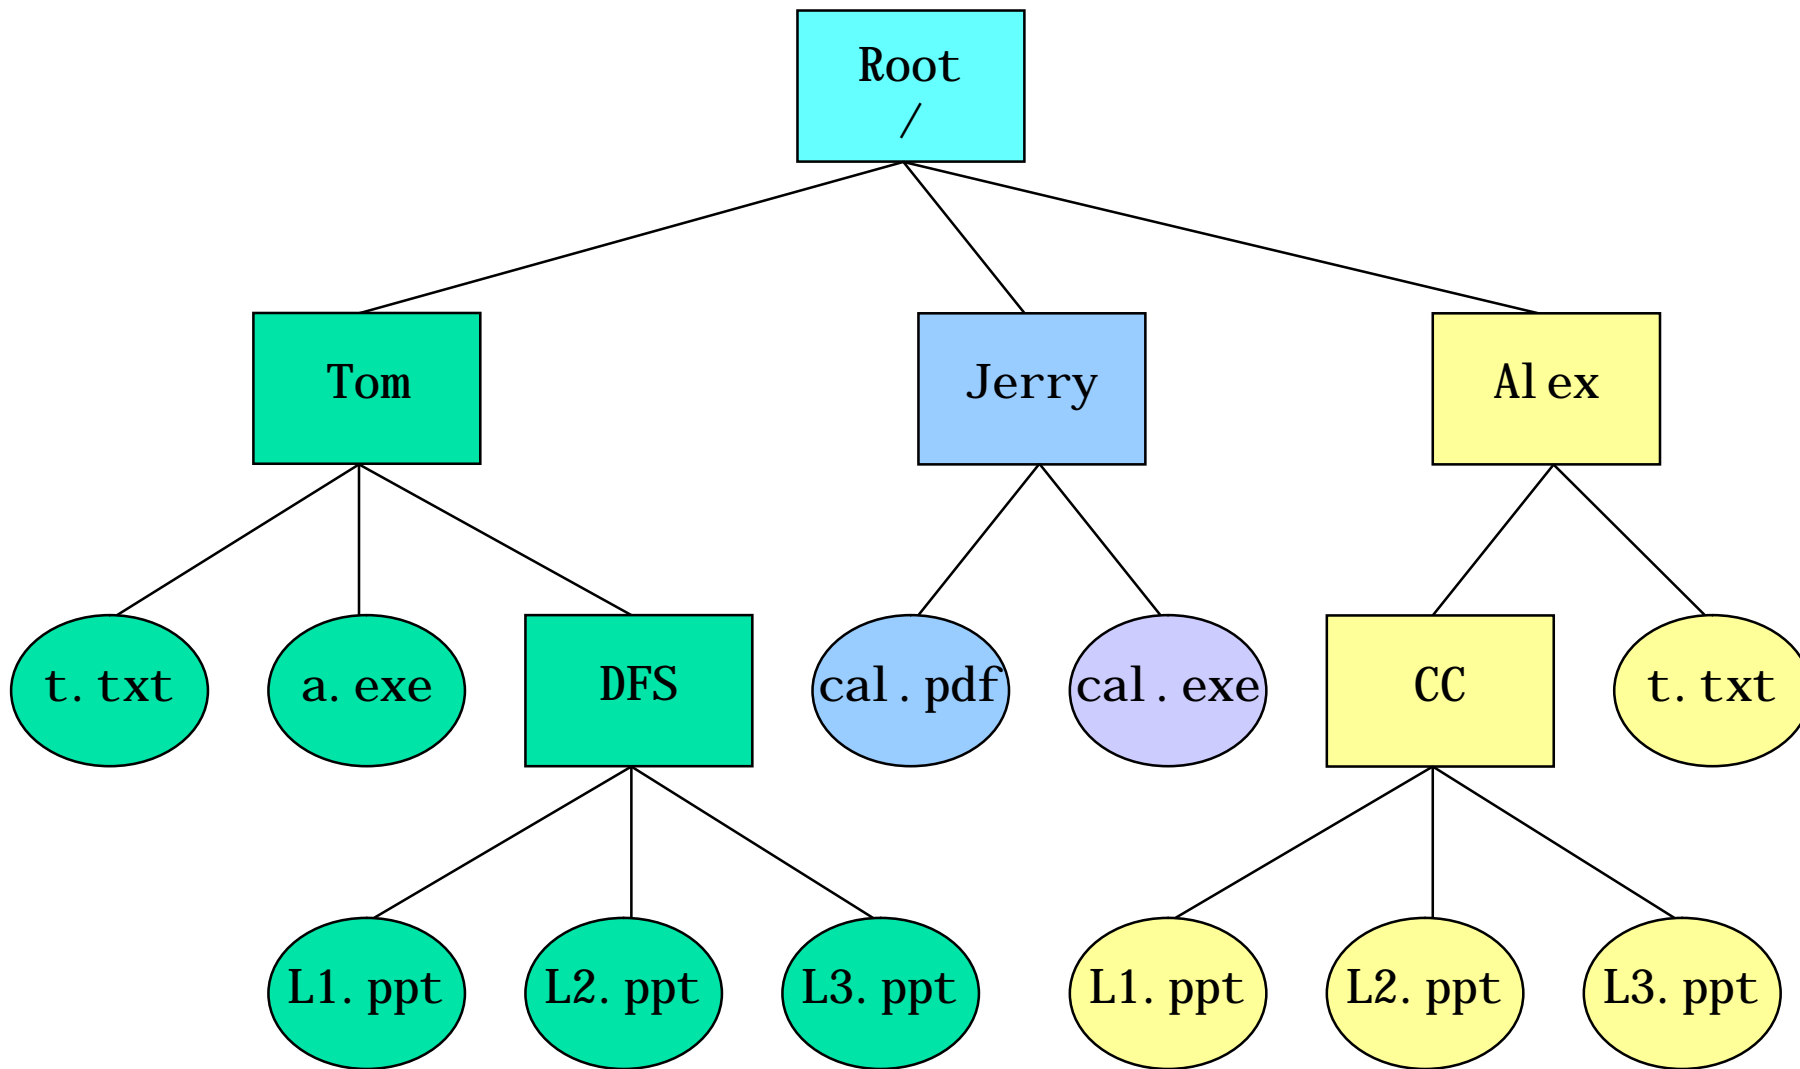 Root
/
Tom
Jerry
Alex
t.txt
a.exe
DFS
cal.pdf
cal.exe
CC
t.txt
L1.ppt
L2.ppt
L3.ppt
L1.ppt
L2.ppt
L3.ppt